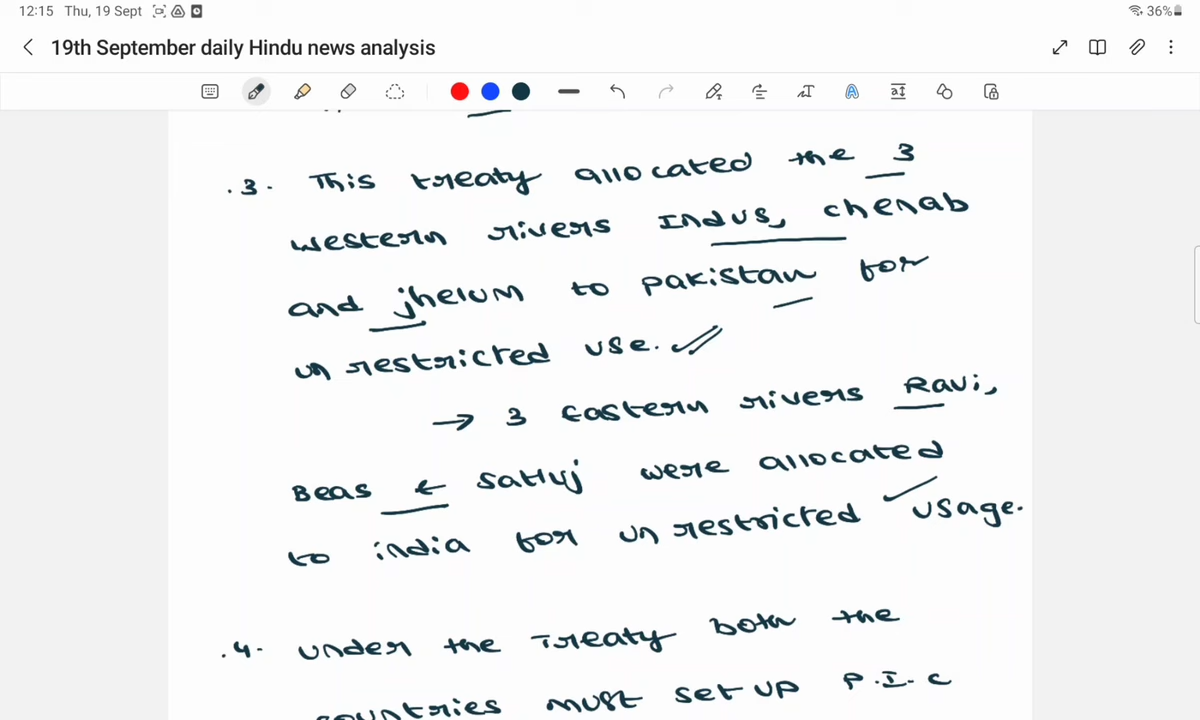 12:15 Thu, 19 Sept 36%
19th September daily Hindu news analysis
.3. This treaty allocated the 3
western rivers Indus, chenab
and jhelum to pakistan for
un restricted use.
→ 3 Eastern rivers Ravi,
Beas & Satluj were allocated
to india for un restricted usage.
.4. under the Treaty both the
countries must set up P.I.C